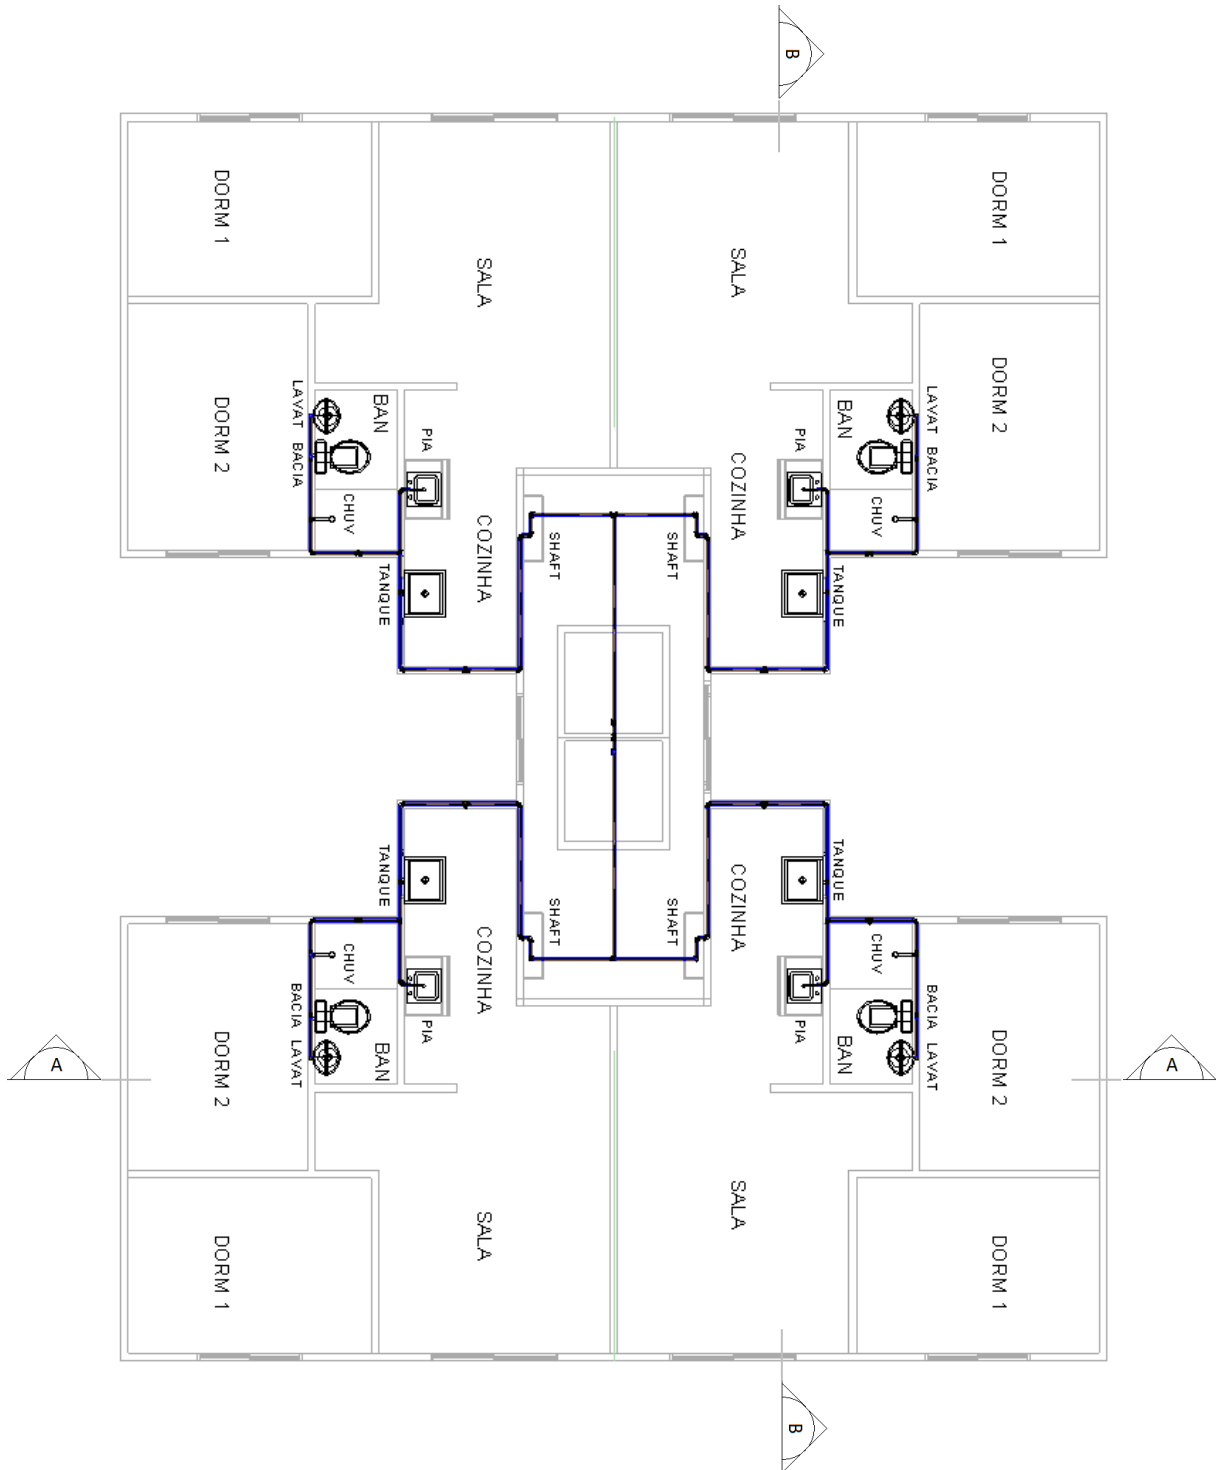 B
DORM 1
DORM 1
SALA
SALA
DORM 2
DORM 2
LAVAT BACIA
BAN
PIA
CHUV
COZINHA
TANQUE
SHAFT
SHAFT
PIA
COZINHA
BAN
CHUV
LAVAT BACIA
TANQUE
TANQUE
CHUV
COZINHA
BACIA LAVAT
BAN
PIA
SHAFT
SHAFT
COZINHA
TANQUE
CHUV
PIA
BAN
BACIA LAVAT
A
A
DORM 2
DORM 2
SALA
SALA
DORM 1
DORM 1
B